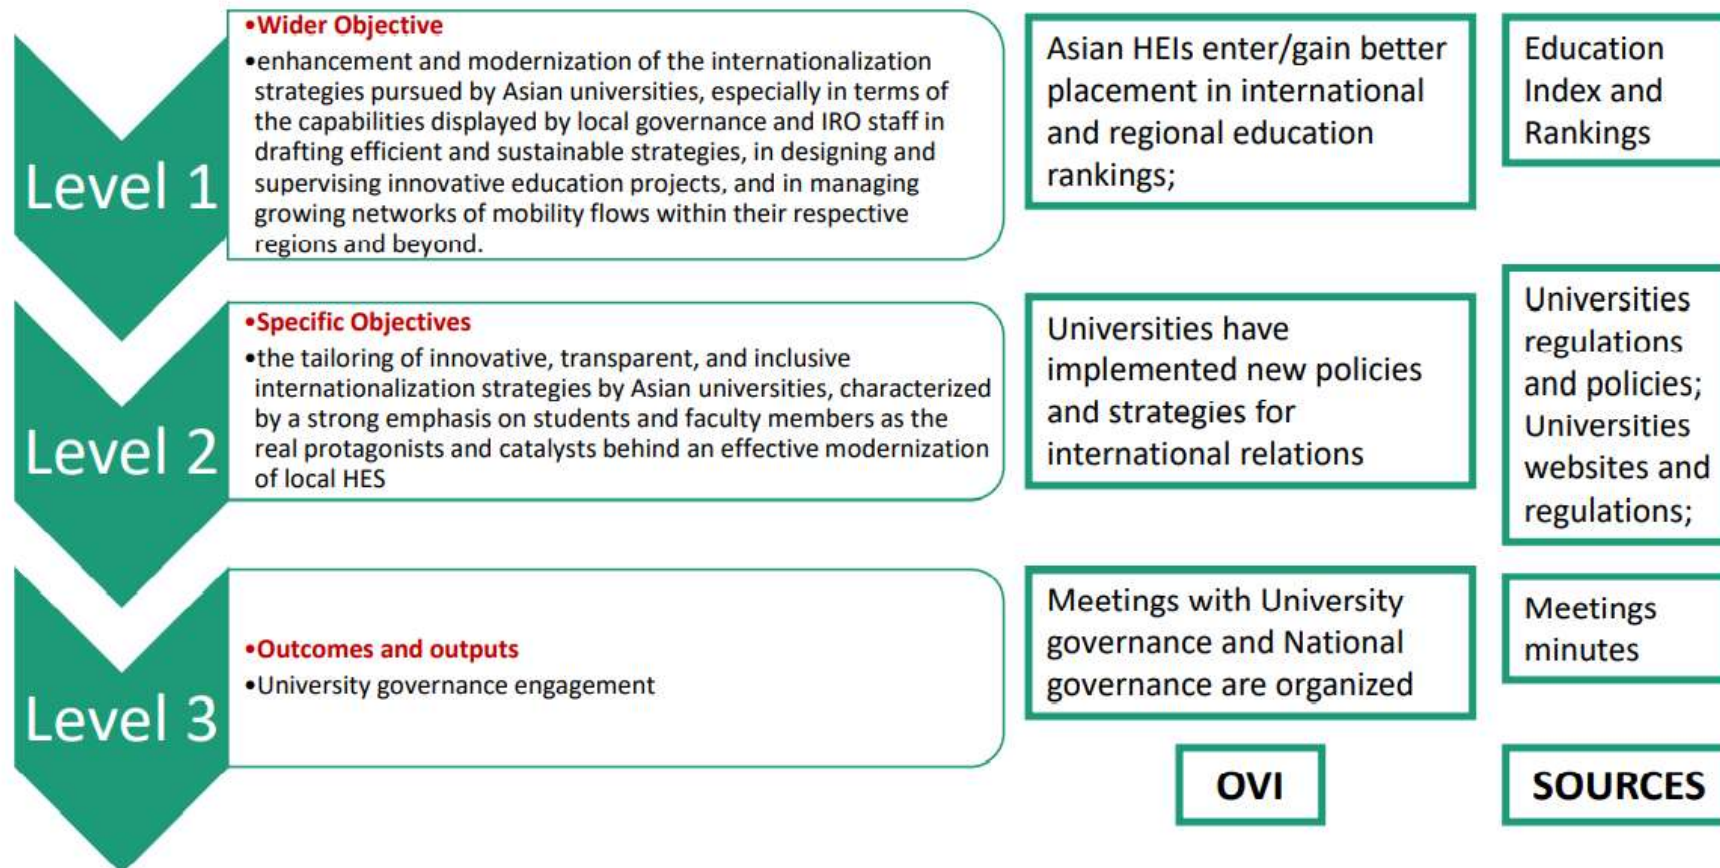 Level 1
•Wider Objective
•enhancement and modernization of the internationalization
strategies pursued by Asian universities, especially in terms of
the capabilities displayed by local governance and IRO staff in
drafting efficient and sustainable strategies, in designing and
supervising innovative education projects, and in managing
growing networks of mobility flows within their respective
regions and beyond.
Asian HEIs enter/gain better
placement in international
and regional education
rankings;
Education
Index and
Rankings
Level 2
•Specific Objectives
•the tailoring of innovative, transparent, and inclusive
internationalization strategies by Asian universities, characterized
by a strong emphasis on students and faculty members as the
real protagonists and catalysts behind an effective modernization
of local HES
Universities have
implemented new policies
and strategies for
international relations
Universities
regulations
and policies;
Universities
websites and
regulations;
Level 3
•Outcomes and outputs
•University governance engagement
Meetings with University
governance and National
governance are organized
Meetings
minutes
OVI
SOURCES